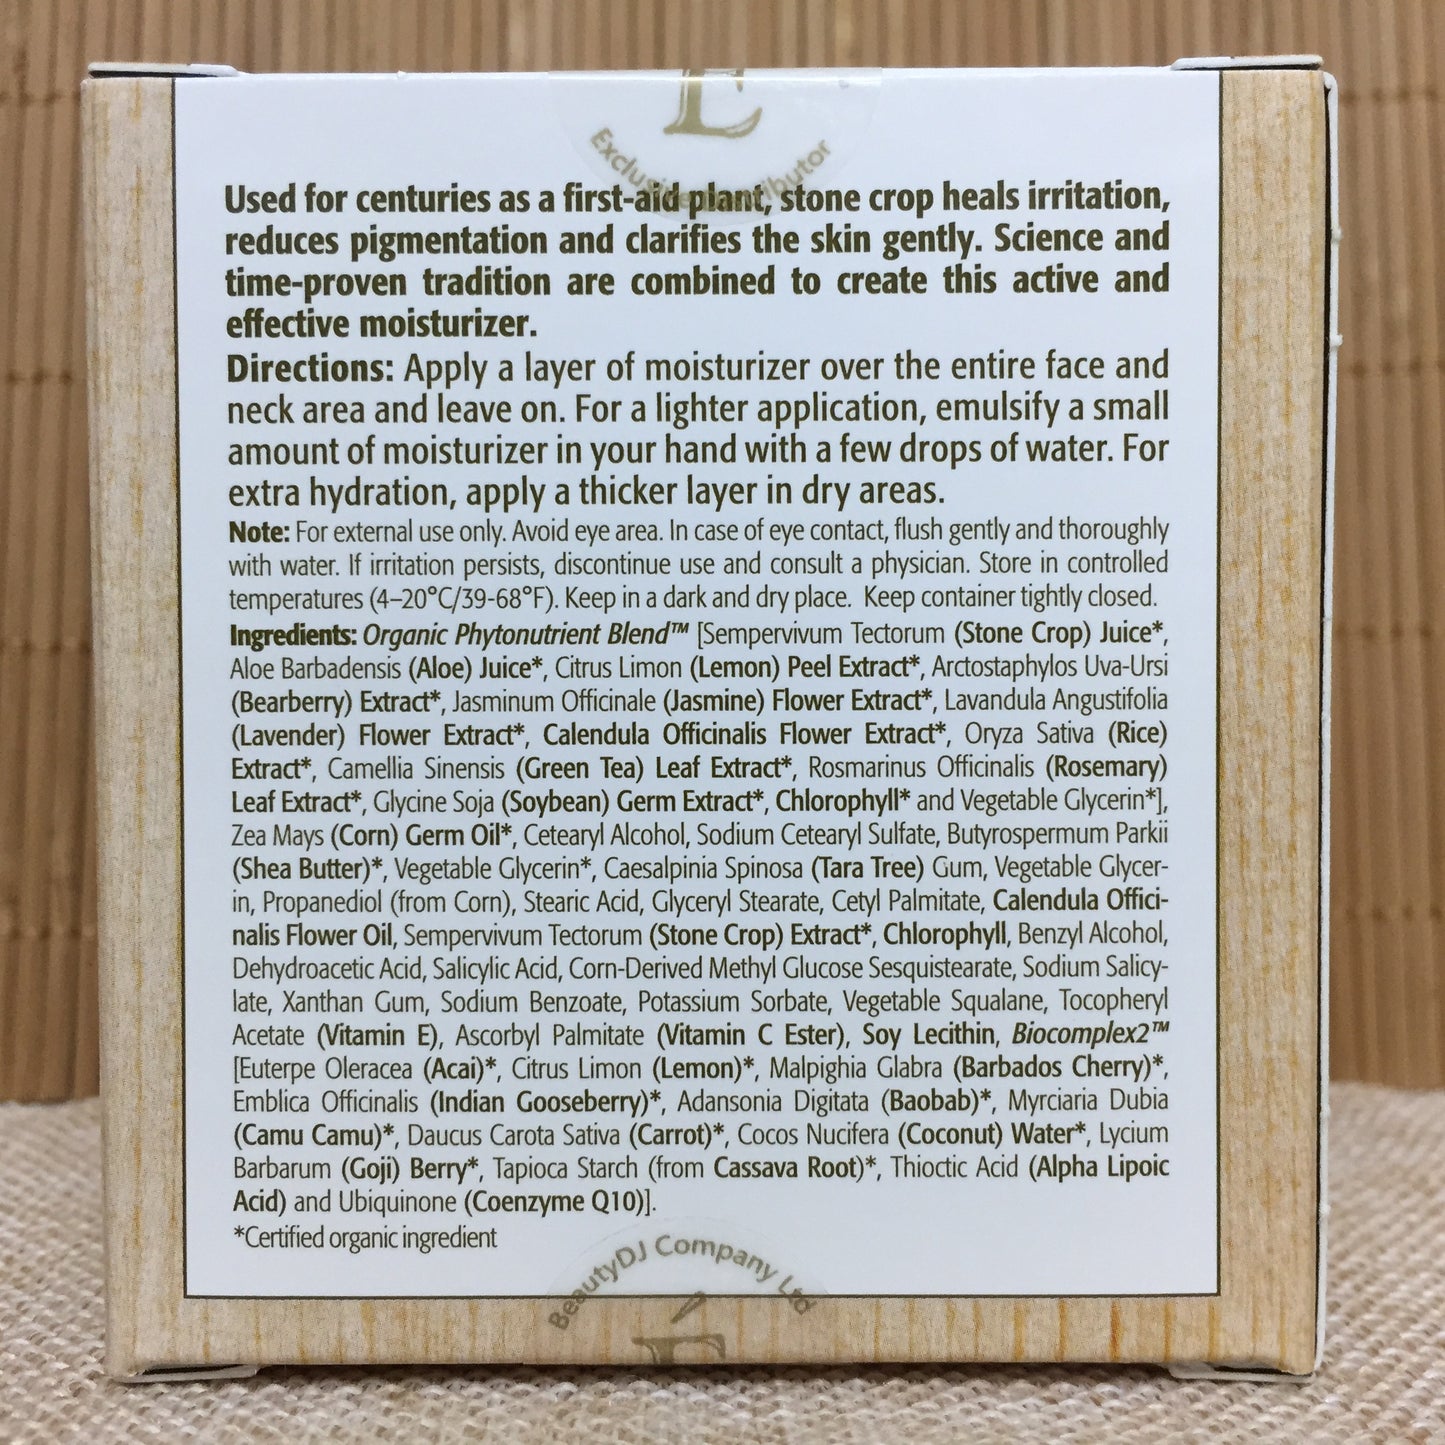 É
Exclusive Distributor
Used for centuries as a first-aid plant, stone crop heals irritation,
reduces pigmentation and clarifies the skin gently. Science and
time-proven tradition are combined to create this active and
effective moisturizer.
Directions: Apply a layer of moisturizer over the entire face and
neck area and leave on. For a lighter application, emulsify a small
amount of moisturizer in your hand with a few drops of water. For
extra hydration, apply a thicker layer in dry areas.
Note: For external use only. Avoid eye area. In case of eye contact, flush gently and thoroughly
with water. If irritation persists, discontinue use and consult a physician. Store in controlled
temperatures (4–20°C/39-68°F). Keep in a dark and dry place. Keep container tightly closed.
Ingredients: Organic Phytonutrient Blend™ [Sempervivum Tectorum (Stone Crop) Juice*,
Aloe Barbadensis (Aloe) Juice*, Citrus Limon (Lemon) Peel Extract*, Arctostaphylos Uva-Ursi
(Bearberry) Extract*, Jasminum Officinale (Jasmine) Flower Extract*, Lavandula Angustifolia
(Lavender) Flower Extract*, Calendula Officinalis Flower Extract*, Oryza Sativa (Rice)
Extract*, Camellia Sinensis (Green Tea) Leaf Extract*, Rosmarinus Officinalis (Rosemary)
Leaf Extract*, Glycine Soja (Soybean) Germ Extract*, Chlorophyll* and Vegetable Glycerin*],
Zea Mays (Corn) Germ Oil*, Cetearyl Alcohol, Sodium Cetearyl Sulfate, Butyrospermum Parkii
(Shea Butter)*, Vegetable Glycerin*, Caesalpinia Spinosa (Tara Tree) Gum, Vegetable Glycer-
in, Propanediol (from Corn), Stearic Acid, Glyceryl Stearate, Cetyl Palmitate, Calendula Offici-
nalis Flower Oil, Sempervivum Tectorum (Stone Crop) Extract*, Chlorophyll, Benzyl Alcohol,
Dehydroacetic Acid, Salicylic Acid, Corn-Derived Methyl Glucose Sesquistearate, Sodium Salicy-
late, Xanthan Gum, Sodium Benzoate, Potassium Sorbate, Vegetable Squalane, Tocopheryl
Acetate (Vitamin E), Ascorbyl Palmitate (Vitamin C Ester), Soy Lecithin, Biocomplex2™
[Euterpe Oleracea (Acai)*, Citrus Limon (Lemon)*, Malpighia Glabra (Barbados Cherry)*,
Emblica Officinalis (Indian Gooseberry)*, Adansonia Digitata (Baobab)*, Myrciaria Dubia
(Camu Camu)*, Daucus Carota Sativa (Carrot)*, Cocos Nucifera (Coconut) Water*, Lycium
Barbarum (Goji) Berry*, Tapioca Starch (from Cassava Root)*, Thioctic Acid (Alpha Lipoic
Acid) and Ubiquinone (Coenzyme Q10)].
*Certified organic ingredient
BeautyDJ Company Ltd
É